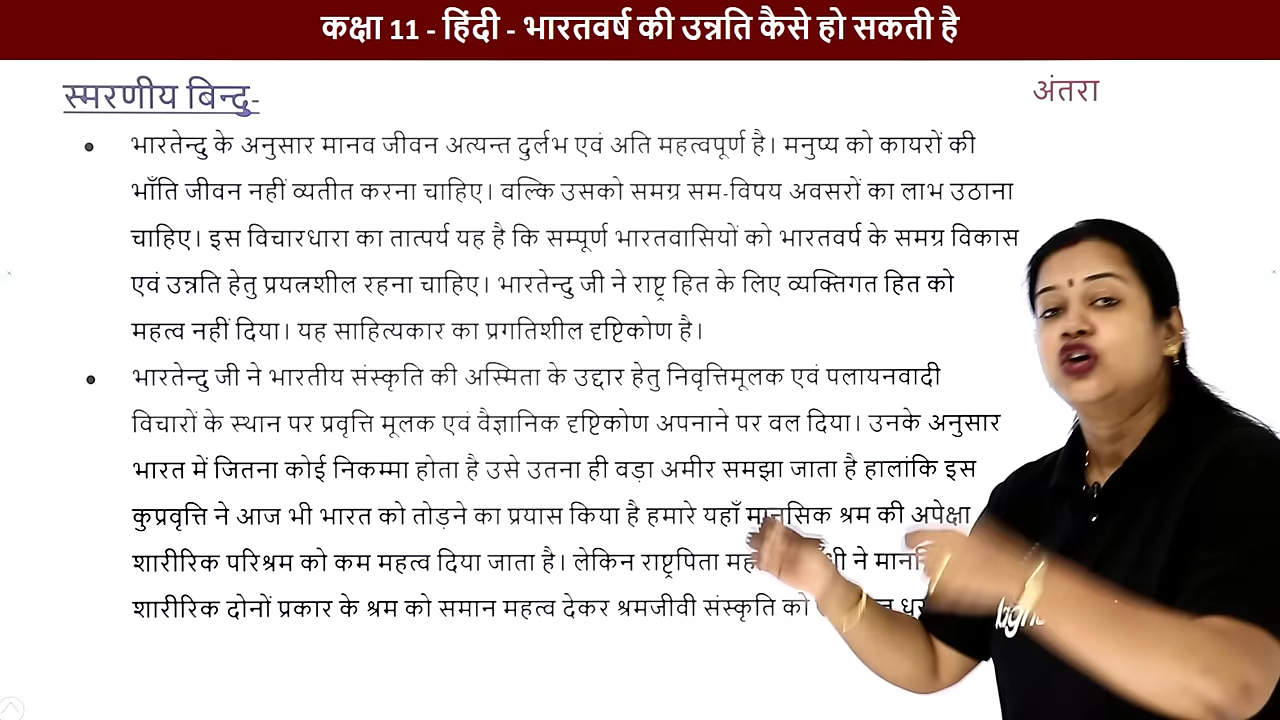 कक्षा 11 - हिंदी - भारतवर्ष की उन्नति कैसे हो सकती है
स्मरणीय बिन्दु-
अंतरा
भारतेन्दु के अनुसार मानव जीवन अत्यन्त दुर्लभ एवं अति महत्वपूर्ण है। मनुष्य को कायरों की
भाँति जीवन नहीं व्यतीत करना चाहिए। वल्कि उसको समग्र सम-विपय अवसरों का लाभ उठाना
चाहिए। इस विचारधारा का तात्पर्य यह है कि सम्पूर्ण भारतवासियों को भारतवर्प के समग्र विकास
एवं उन्नति हेतु प्रयत्नशील रहना चाहिए। भारतेन्दु जी ने राष्ट्र हित के लिए व्यक्तिगत हित को
महत्व नहीं दिया। यह साहित्यकार का प्रगतिशील दृष्टिकोण है।
भारतेन्दु जी ने भारतीय संस्कृति की अस्मिता के उद्दार हेतु निवृत्तिमूलक एवं पलायनवादी
विचारों के स्थान पर प्रवृत्ति मूलक एवं वैज्ञानिक दृष्टिकोण अपनाने पर वल दिया। उनके अनुसार
भारत में जितना कोई निकम्मा होता है उसे उतना ही वड़ा अमीर समझा जाता है हालांकि इस
कुप्रवृत्ति ने आज भी भारत को तोड़ने का प्रयास किया है हमारे यहाँ मानसिक श्रम की अपेक्षा
शारीरिक परिश्रम को कम महत्व दिया जाता है। लेकिन राष्ट्रपिता ने
शारीरिक दोनों प्रकार के श्रम को समान महत्व देकर श्रमजीवी संस्कृति को